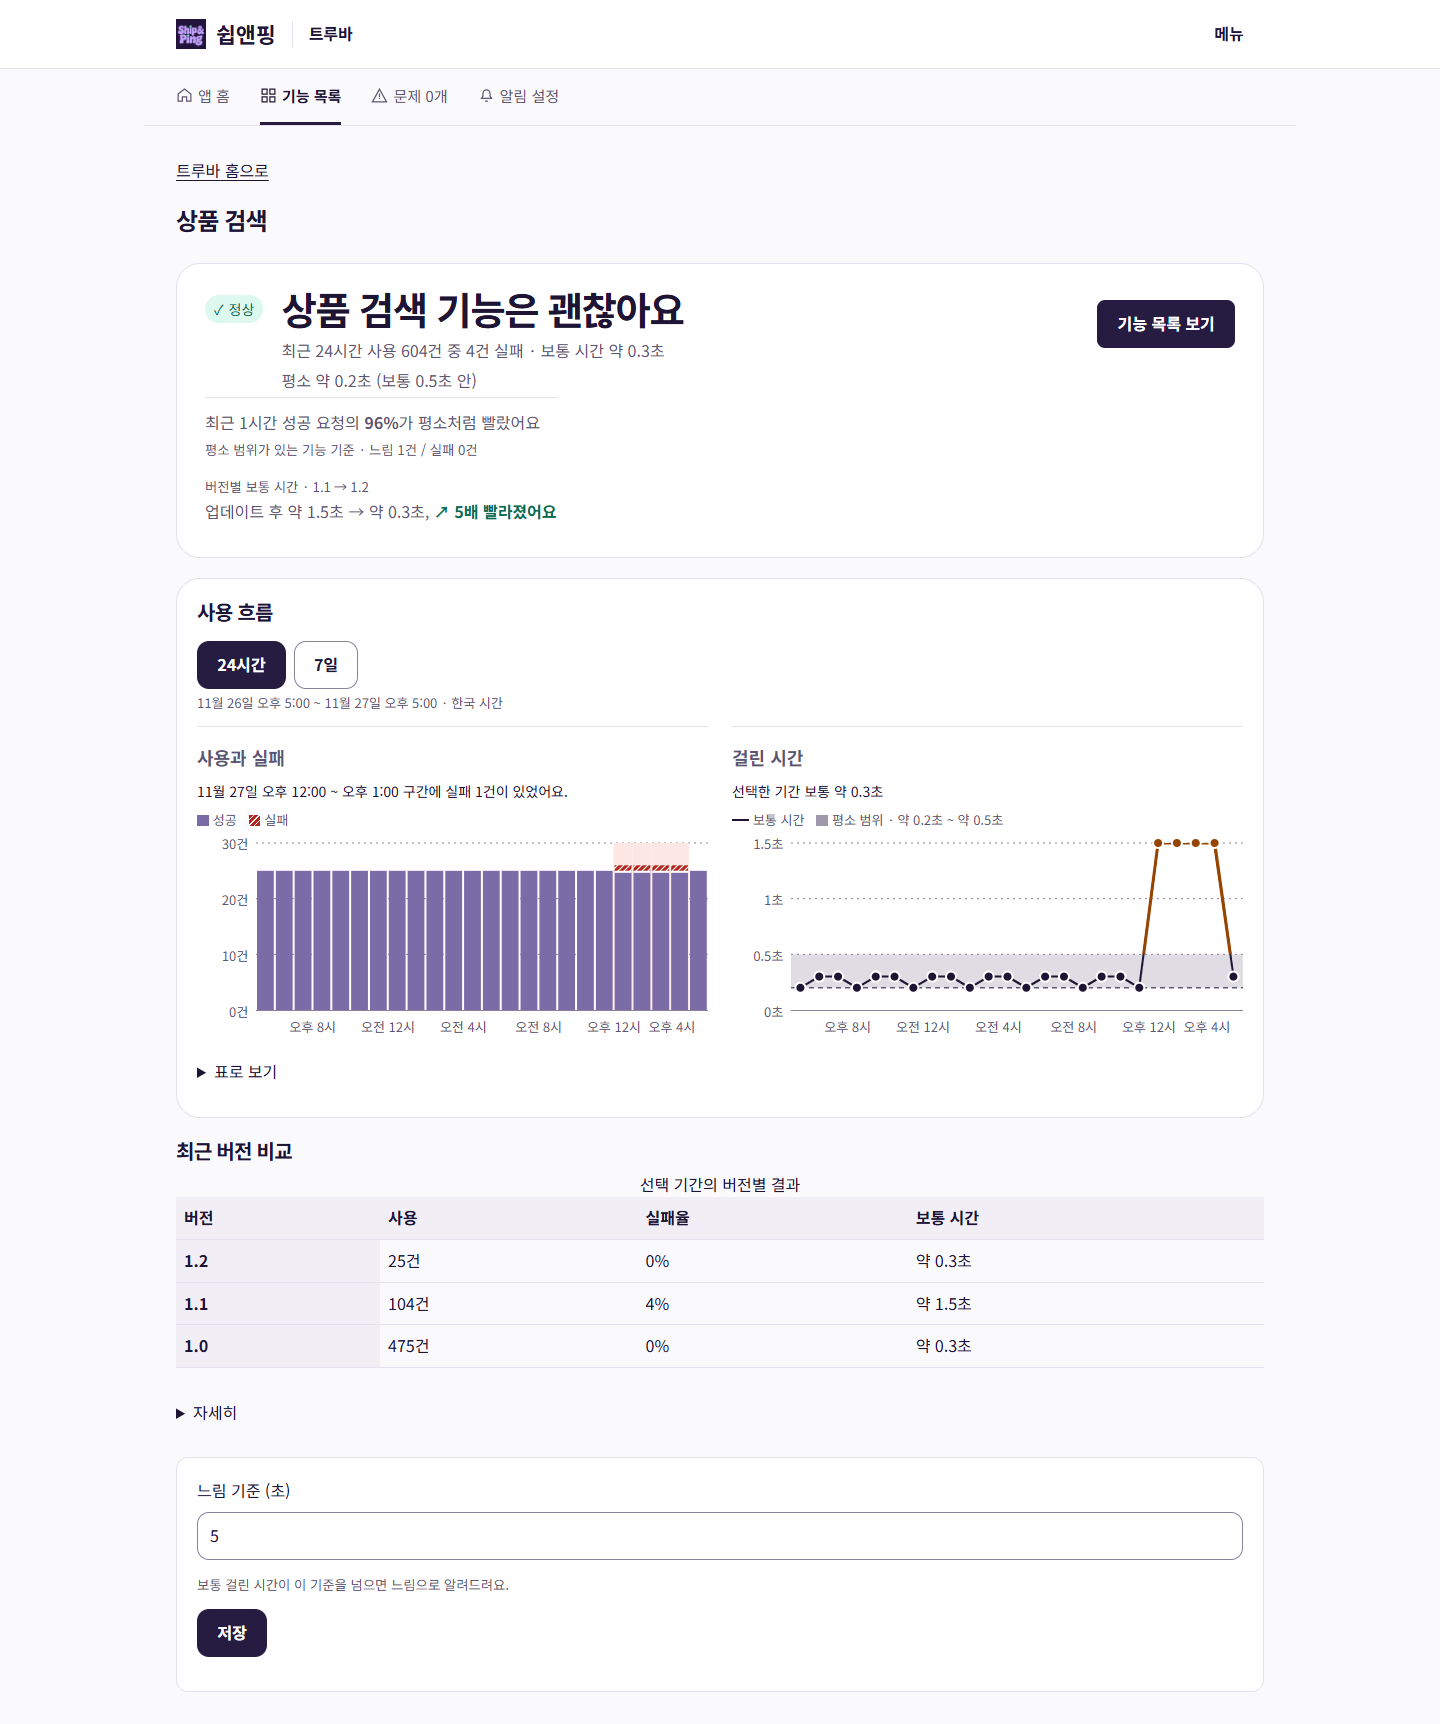 Ship& Ping
쉽앤핑
트루바
메뉴
앱 홈
기능 목록
문제 0개
알림 설정
트루바 홈으로
상품 검색
✓ 정상
상품 검색 기능은 괜찮아요
기능 목록 보기
최근 24시간 사용 604건 중 4건 실패 · 보통 시간 약 0.3초
평소 약 0.2초 (보통 0.5초 안)
최근 1시간 성공 요청의 96%가 평소처럼 빨랐어요
평소 범위가 있는 기능 기준 · 느림 1건 / 실패 0건
버전별 보통 시간 · 1.1 → 1.2
업데이트 후 약 1.5초 → 약 0.3초, ↗ 5배 빨라졌어요
사용 흐름
24시간
7일
11월 26일 오후 5:00 ~ 11월 27일 오후 5:00 · 한국 시간
사용과 실패
11월 27일 오후 12:00 ~ 오후 1:00 구간에 실패 1건이 있었어요.
성공
실패
30건
20건
10건
0건
오후 8시
오전 12시
오전 4시
오전 8시
오후 12시
오후 4시
걸린 시간
선택한 기간 보통 약 0.3초
보통 시간
평소 범위 · 약 0.2초 ~ 약 0.5초
1.5초
1초
0.5초
0초
오후 8시
오전 12시
오전 4시
오전 8시
오후 12시
오후 4시
▶ 표로 보기
최근 버전 비교
선택 기간의 버전별 결과
버전 사용 실패율 보통 시간
1.2 25건 0% 약 0.3초
1.1 104건 4% 약 1.5초
1.0 475건 0% 약 0.3초
▶ 자세히
느림 기준 (초)
5
보통 걸린 시간이 이 기준을 넘으면 느림으로 알려드려요.
저장